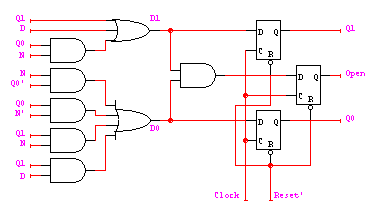 Q1 D1 Q1
D
D Q
Q0
C
N
R
N D Q Open
Q0'
C
R
Q0
N'
D0 D Q Q0
Q1
C
N
R
Q1
D
Clock Reset'